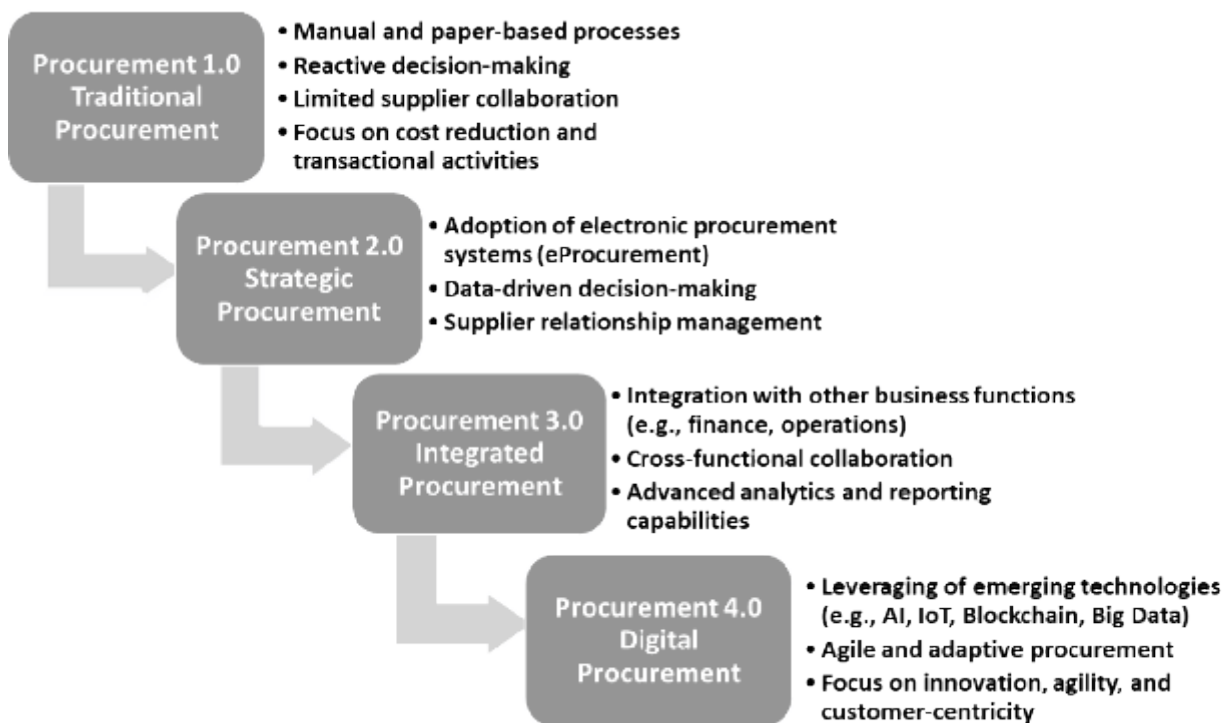 Procurement 1.0
Traditional
Procurement
• Manual and paper-based processes
• Reactive decision-making
• Limited supplier collaboration
• Focus on cost reduction and
transactional activities
Procurement 2.0
Strategic
Procurement
• Adoption of electronic procurement
systems (eProcurement)
• Data-driven decision-making
• Supplier relationship management
Procurement 3.0
Integrated
Procurement
• Integration with other business functions
(e.g., finance, operations)
• Cross-functional collaboration
• Advanced analytics and reporting
capabilities
Procurement 4.0
Digital
Procurement
• Leveraging of emerging technologies
(e.g., AI, IoT, Blockchain, Big Data)
• Agile and adaptive procurement
• Focus on innovation, agility, and
customer-centricity